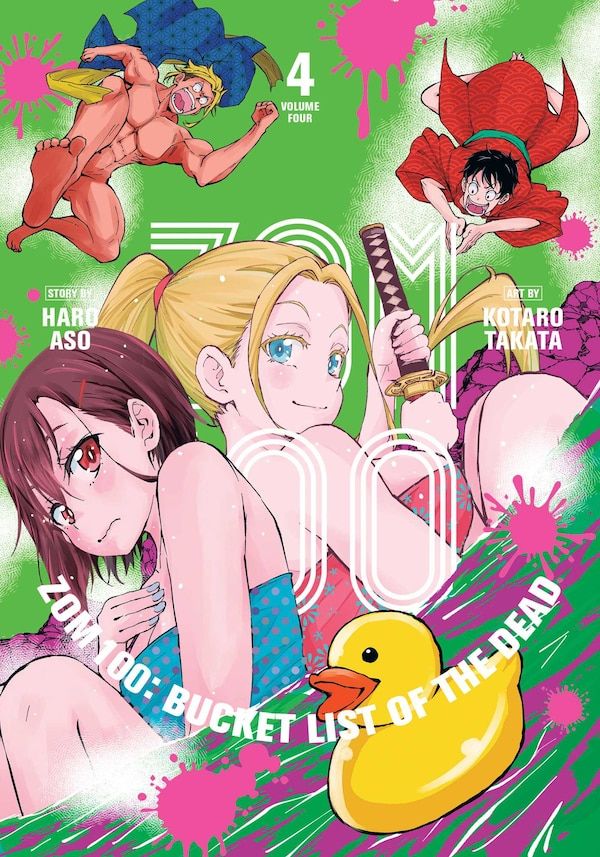 4
VOLUME
FOUR
ZOM
100
STORY BY
HARO
ASO
ART BY
KOTARO
TAKATA
ZOM 100: BUCKET LIST OF THE DEAD